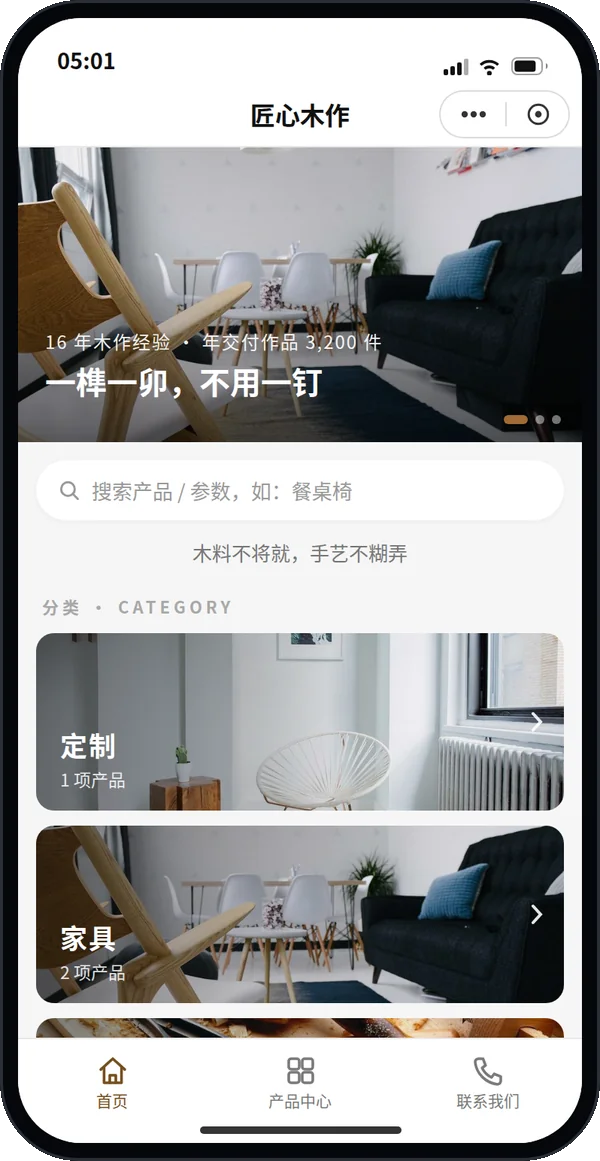 05:01
匠心木作
16 年木作经验 · 年交付作品 3,200 件
一榫一卯，不用一钉
搜索产品 / 参数，如：餐桌椅
木料不将就，手艺不糊弄
分类 · CATEGORY
定制
1 项产品
家具
2 项产品
首页
产品中心
联系我们